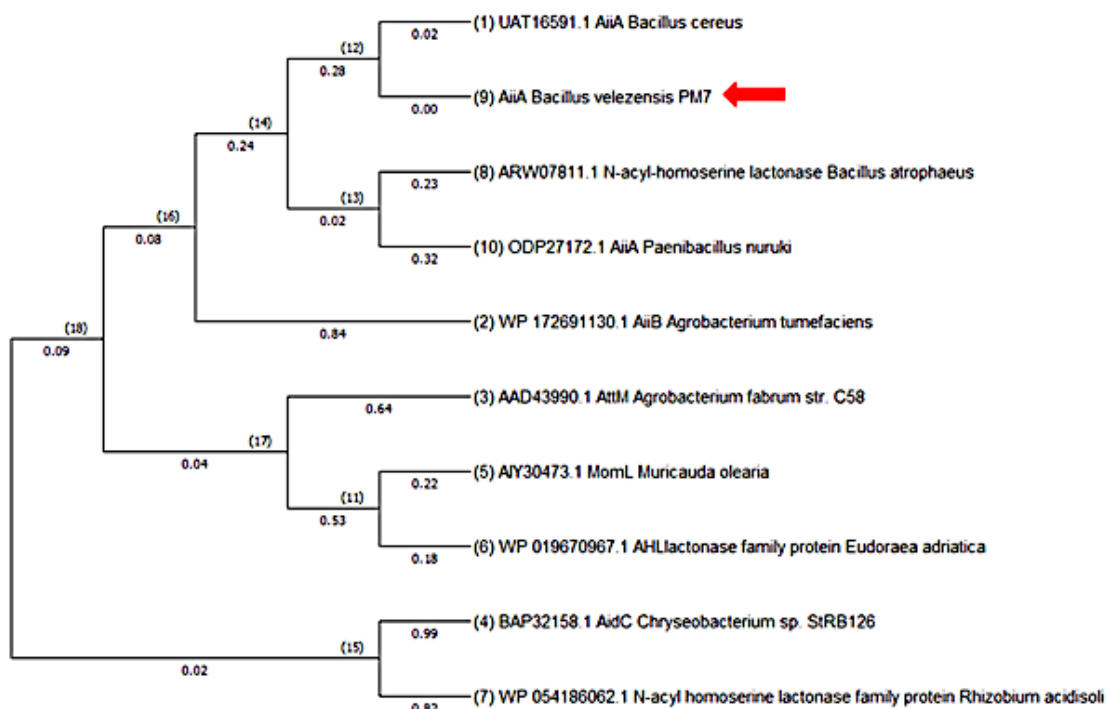 (1) UAT16591.1 AiiA Bacillus cereus
(12)
0.02
0.28
(9) AiiA Bacillus velezensis PM7
0.00
(14)
0.24
(8) ARW07811.1 N-acyl-homoserine lactonase Bacillus atrophaeus
0.23
(13)
0.02
(16)
0.08
(10) ODP27172.1 AiiA Paenibacillus nuruki
0.32
(2) WP 172691130.1 AiiB Agrobacterium tumefaciens
0.84
(18)
0.09
(3) AAD43990.1 AttM Agrobacterium fabrum str. C58
0.64
(17)
0.04
(5) AIY30473.1 MomL Muricauda olearia
0.22
(11)
0.53
(6) WP 019670967.1 AHLlactonase family protein Eudoraea adriatica
0.18
(4) BAP32158.1 AidC Chryseobacterium sp. StRB126
0.99
(15)
0.02
(7) WP 054186062.1 N-acyl homoserine lactonase family protein Rhizobium acidisoli